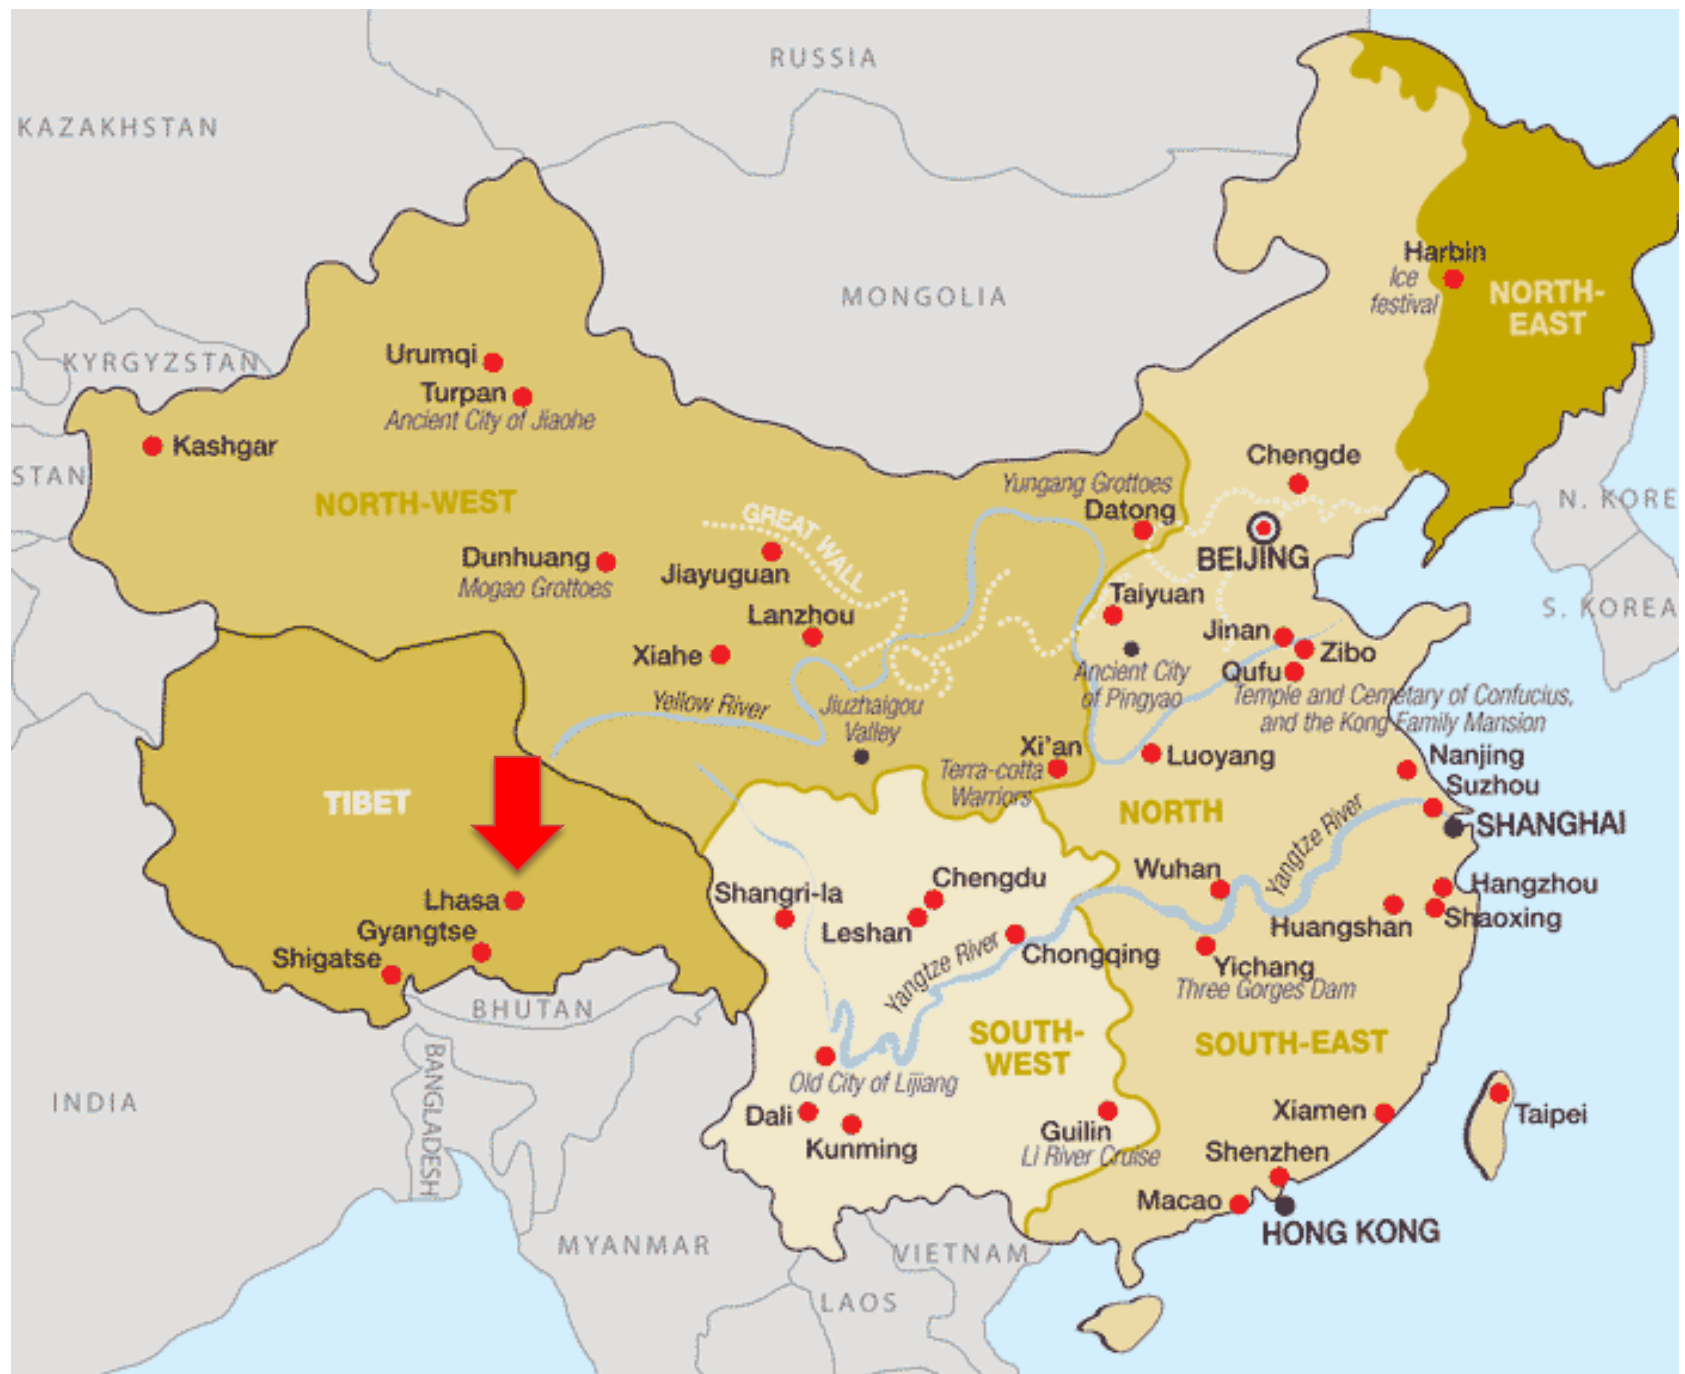 RUSSIA
KAZAKHSTAN
MONGOLIA
KYRGYZSTAN
STAN
Harbin
Ice
festival
NORTH-
EAST
Urumqi
Turpan
Ancient City of Jiaohe
Kashgar
NORTH-WEST
Chengde
Yungang Grottoes
Datong
BEIJING
N. KORE
S. KOREA
GREAT WALL
Dunhuang
Mogao Grottoes
Jiayuguan
Lanzhou
Xiahe
Taiyuan
Jinan
Zibo
Qufu
Ancient City
of Pingyao
Temple and Cemetary of Confucius,
and the Kong Family Mansion
Yellow River
Jiuzhaigou
Valley
Xi'an
Terra-cotta
Warriors
Luoyang
Nanjing
Suzhou
SHANGHAI
TIBET
NORTH
Yangtze River
Wuhan
Hangzhou
Shaoxing
Huangshan
Lhasa
Gyangtse
Shigatse
Shangri-la
Chengdu
Leshan
Chongqing
Yangtze River
Yichang
Three Gorges Dam
BHUTAN
SOUTH-
WEST
SOUTH-EAST
INDIA
BANGLADESH
Old City of Lijiang
Dali
Kunming
Guilin
Li River Cruise
Xiamen
Taipei
Shenzhen
Macao
HONG KONG
MYANMAR
VIETNAM
LAOS